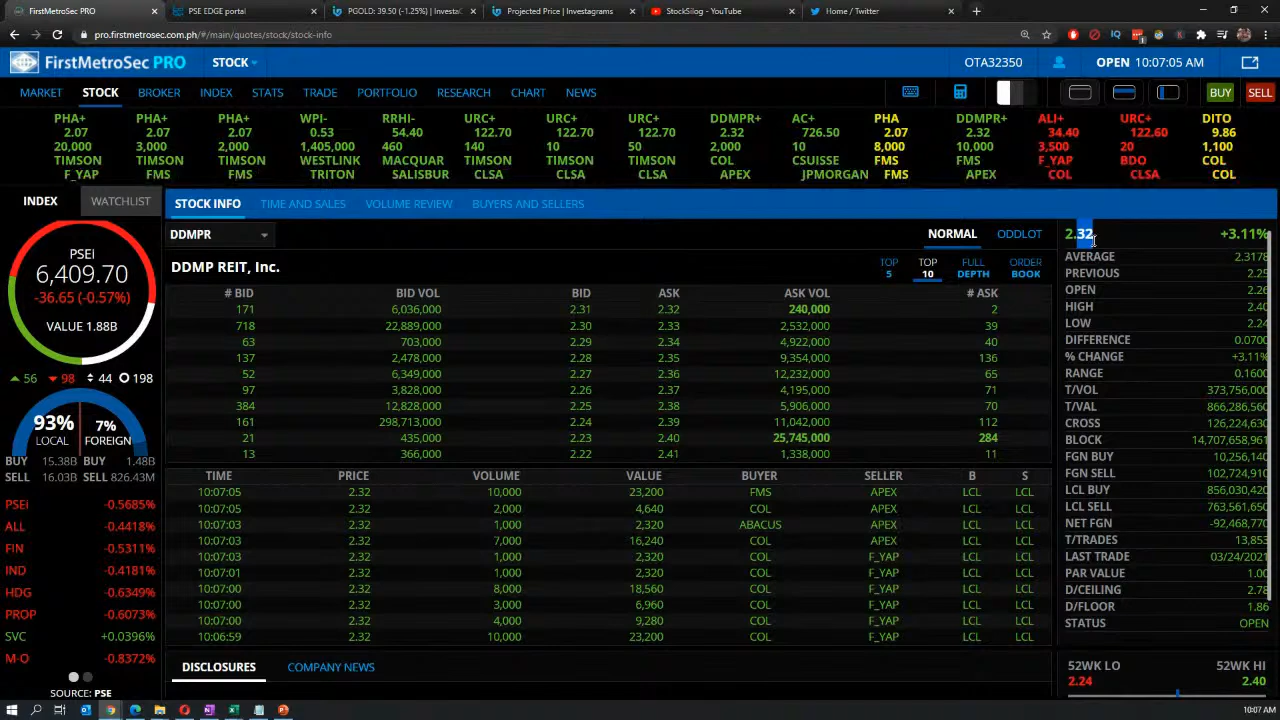 FirstMetroSec PRO
PSE EDGE portal
PGOLD: 39.50 (-1.25%) | Investa
Projected Price | Investagrams
StockSilog - YouTube
Home / Twitter
pro.firstmetrosec.com.ph/#/main/quotes/stock/stock-info
FirstMetroSec PRO STOCK OTA32350 OPEN 10:07:05 AM
MARKET STOCK BROKER INDEX STATS TRADE PORTFOLIO RESEARCH CHART NEWS BUY SELL
PHA+ PHA+ PHA+ WPI- RRHI- URC+ URC+ URC+ DDMPR+ AC+ PHA DDMPR+ ALI+ URC+ DITO
2.07 2.07 2.07 0.53 54.40 122.70 122.70 122.70 2.32 726.50 2.07 2.32 34.40 122.60 9.86
20,000 3,000 2,000 1,405,000 460 140 10 50 2,000 10 8,000 10,000 3,500 20 1,100
TIMSON TIMSON TIMSON WESTLINK MACQUAR TIMSON TIMSON TIMSON COL CSUISSE FMS FMS F_YAP BDO COL
F_YAP FMS FMS TRITON SALISBUR CLSA CLSA CLSA APEX JPMORGAN FMS APEX COL CLSA COL
INDEX WATCHLIST
PSEI
6,409.70
-36.65 (-0.57%)
VALUE 1.88B
56 98 44 198
93% 7%
LOCAL FOREIGN
BUY 15.38B BUY 1.48B
SELL 16.03B SELL 826.43M
PSEI -0.5685%
ALL -0.4418%
FIN -0.5311%
IND -0.4181%
HDG -0.6349%
PROP -0.6073%
SVC +0.0396%
M-O -0.8372%
SOURCE: PSE
STOCK INFO TIME AND SALES VOLUME REVIEW BUYERS AND SELLERS
DDMPR NORMAL ODDLOT
DDMP REIT, Inc. TOP 5 TOP 10 FULL DEPTH ORDER BOOK
# BID BID VOL BID ASK ASK VOL # ASK
171 6,036,000 2.31 2.32 240,000 2
718 22,889,000 2.30 2.33 2,532,000 39
63 703,000 2.29 2.34 4,922,000 40
137 2,478,000 2.28 2.35 9,354,000 136
52 6,349,000 2.27 2.36 12,232,000 65
97 3,828,000 2.26 2.37 4,195,000 71
384 12,828,000 2.25 2.38 5,906,000 70
161 298,713,000 2.24 2.39 11,042,000 112
21 435,000 2.23 2.40 25,745,000 284
13 366,000 2.22 2.41 1,338,000 11
TIME PRICE VOLUME VALUE BUYER SELLER B S
10:07:05 2.32 10,000 23,200 FMS APEX LCL LCL
10:07:05 2.32 2,000 4,640 COL APEX LCL LCL
10:07:03 2.32 1,000 2,320 ABACUS APEX LCL LCL
10:07:03 2.32 7,000 16,240 COL APEX LCL LCL
10:07:03 2.32 1,000 2,320 COL F_YAP LCL LCL
10:07:01 2.32 1,000 2,320 COL F_YAP LCL LCL
10:07:00 2.32 8,000 18,560 COL F_YAP LCL LCL
10:07:00 2.32 3,000 6,960 COL F_YAP LCL LCL
10:07:00 2.32 4,000 9,280 COL F_YAP LCL LCL
10:06:59 2.32 10,000 23,200 COL F_YAP LCL LCL
DISCLOSURES COMPANY NEWS
2.32 +3.11%
AVERAGE 2.3178
PREVIOUS 2.25
OPEN 2.26
HIGH 2.40
LOW 2.24
DIFFERENCE 0.0700
% CHANGE +3.11%
RANGE 0.1600
T/VOL 373,756,000
T/VAL 866,286,560
CROSS 126,224,630
BLOCK 14,707,658,961
FGN BUY 10,256,140
FGN SELL 102,724,910
LCL BUY 856,030,420
LCL SELL 763,561,650
NET FGN -92,468,770
T/TRADES 13,853
LAST TRADE 03/24/2021
PAR VALUE 1.00
D/CEILING 2.78
D/FLOOR 1.86
STATUS OPEN
52WK LO 52WK HI
2.24 2.40
10:07 AM